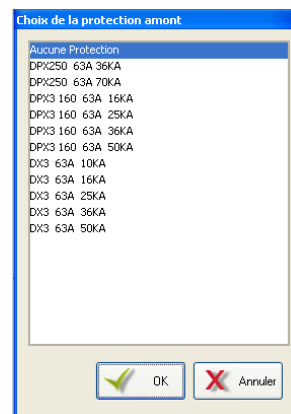 Choix de la protection amont
Aucune Protection
DPX250 63A 36KA
DPX250 63A 70KA
DPX3 160 63A 16KA
DPX3 160 63A 25KA
DPX3 160 63A 36KA
DPX3 160 63A 50KA
DX3 63A 10KA
DX3 63A 16KA
DX3 63A 25KA
DX3 63A 36KA
DX3 63A 50KA
OK
Annuler